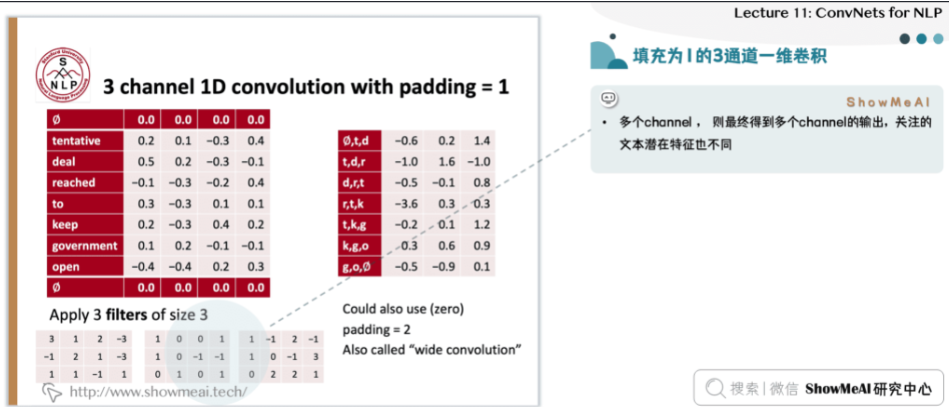 Lecture 11: ConvNets for NLP
Stanford University
S
NLP
3 channel 1D convolution with padding = 1
填充为1的3通道一维卷积
ShowMeAI
• 多个channel ， 则最终得到多个channel的输出，关注的
文本潜在特征也不同
Ø 0.0 0.0 0.0 0.0
tentative 0.2 0.1 −0.3 0.4
deal 0.5 0.2 −0.3 −0.1
reached −0.1 −0.3 −0.2 0.4
to 0.3 −0.3 0.1 0.1
keep 0.2 −0.3 0.4 0.2
government 0.1 0.2 −0.1 −0.1
open −0.4 −0.4 0.2 0.3
Ø 0.0 0.0 0.0 0.0
Ø,t,d −0.6 0.2 1.4
t,d,r −1.0 1.6 −1.0
d,r,t −0.5 −0.1 0.8
r,t,k −3.6 0.3 0.3
t,k,g −0.2 0.1 1.2
k,g,o 0.3 0.6 0.9
g,o,Ø −0.5 −0.9 0.1
Apply 3 filters of size 3
3 1 2 −3 1 0 0 1 1 −1 2 −1
−1 2 1 −3 1 0 −1 −1 1 0 −1 3
1 1 −1 1 0 1 0 1 0 2 2 1
Could also use (zero)
padding = 2
Also called “wide convolution”
http://www.showmeai.tech/
搜索 | 微信 ShowMeAI 研究中心